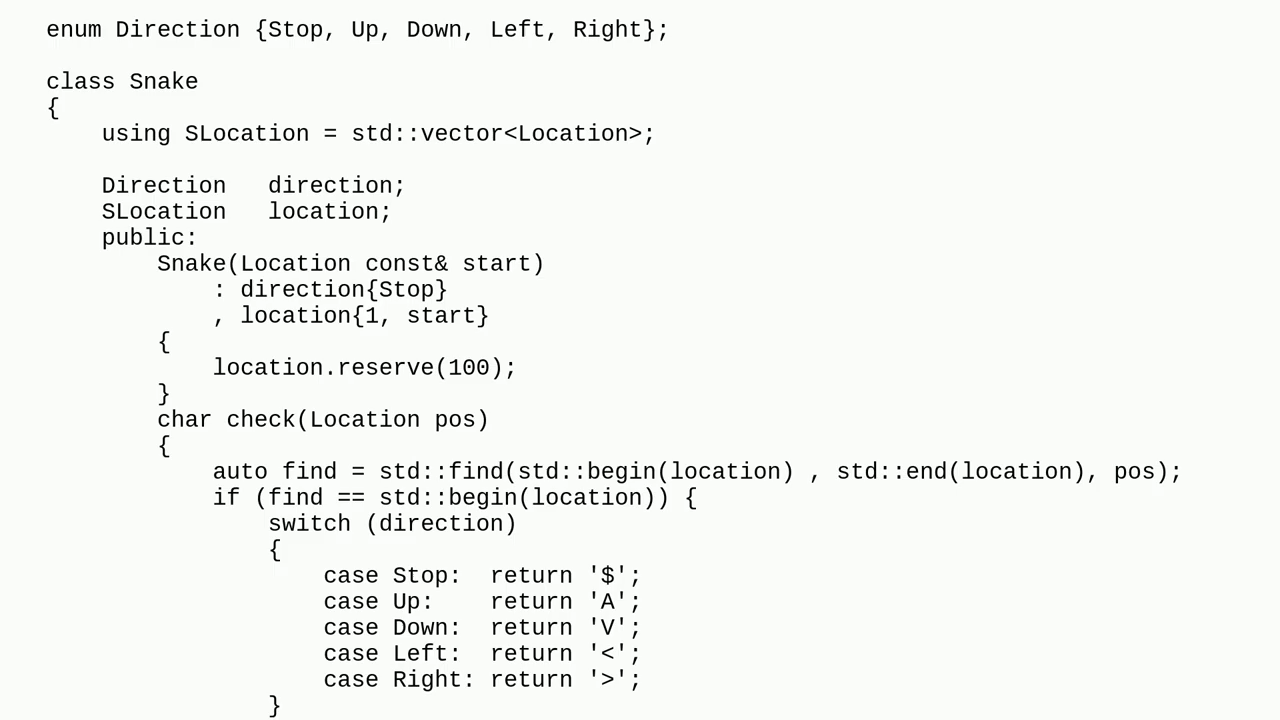 enum Direction {Stop, Up, Down, Left, Right};
class Snake
{
    using SLocation = std::vector<Location>;
    Direction   direction;
    SLocation   location;
    public:
        Snake(Location const& start)
            : direction{Stop}
            , location{1, start}
        {
            location.reserve(100);
        }
        char check(Location pos)
        {
            auto find = std::find(std::begin(location) , std::end(location), pos);
            if (find == std::begin(location)) {
                switch (direction)
                {
                    case Stop:  return '$';
                    case Up:    return 'A';
                    case Down:  return 'V';
                    case Left:  return '<';
                    case Right: return '>';
                }